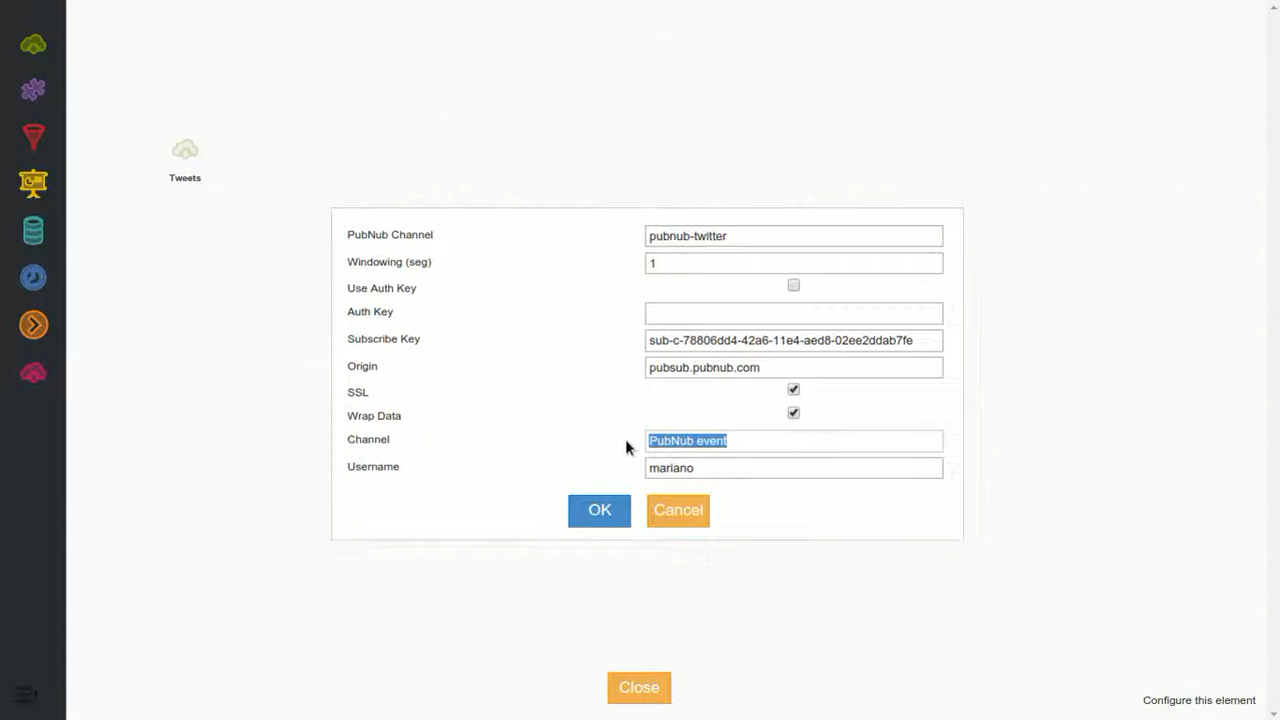 Tweets
PubNub Channel pubnub-twitter
Windowing (seg) 1
Use Auth Key
Auth Key
Subscribe Key sub-c-78806dd4-42a6-11e4-aed8-02ee2ddab7fe
Origin pubsub.pubnub.com
SSL
Wrap Data
Channel PubNub event
Username mariano
OK Cancel
Close
Configure this element